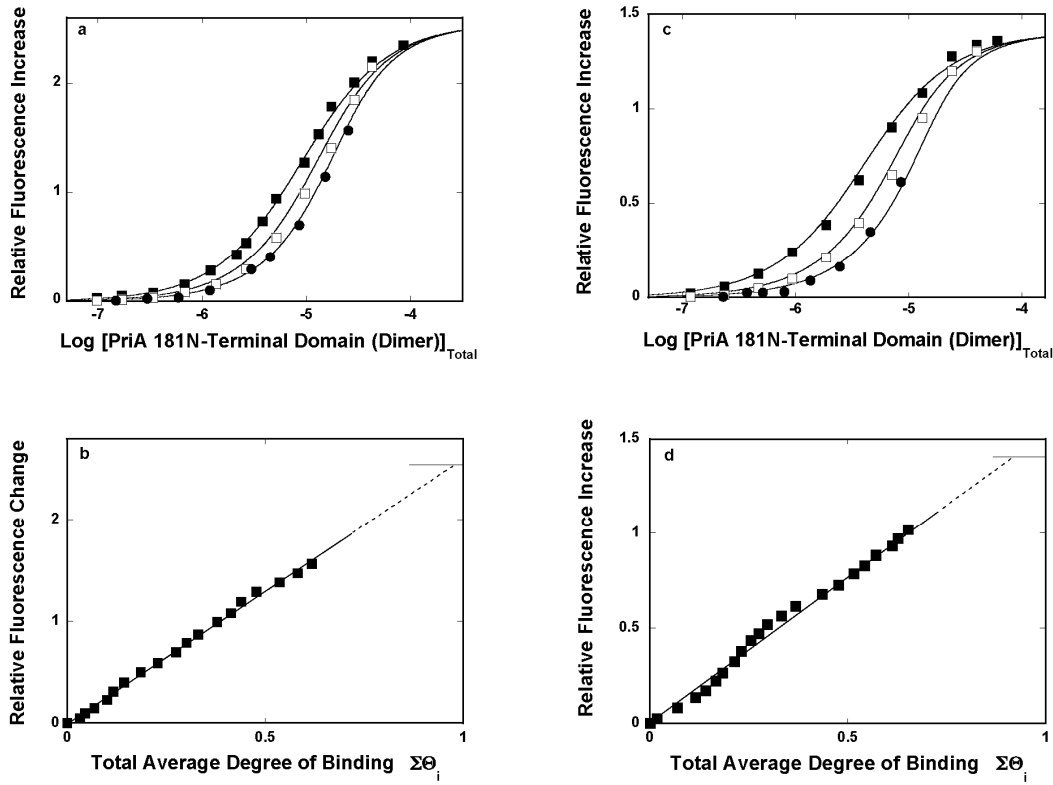 a
Relative Fluorescence Increase
2
1
0
-7
-6
-5
-4
Log [PriA 181N-Terminal Domain (Dimer)]Total
c
Relative Fluorescence Increase
1.5
1
0.5
0
-7
-6
-5
-4
Log [PriA 181N-Terminal Domain (Dimer)]Total
b
Relative Fluorescence Change
2
1
0
0
0.5
1
Total Average Degree of Binding ΣΘi
d
Relative Fluorescence Increase
1.5
1
0.5
0
0
0.5
1
Total Average Degree of Binding ΣΘi